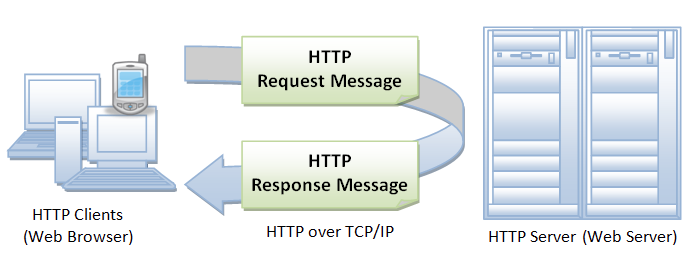 HTTP
Request Message
HTTP
Response Message
HTTP Clients
(Web Browser)
HTTP over TCP/IP
HTTP Server (Web Server)